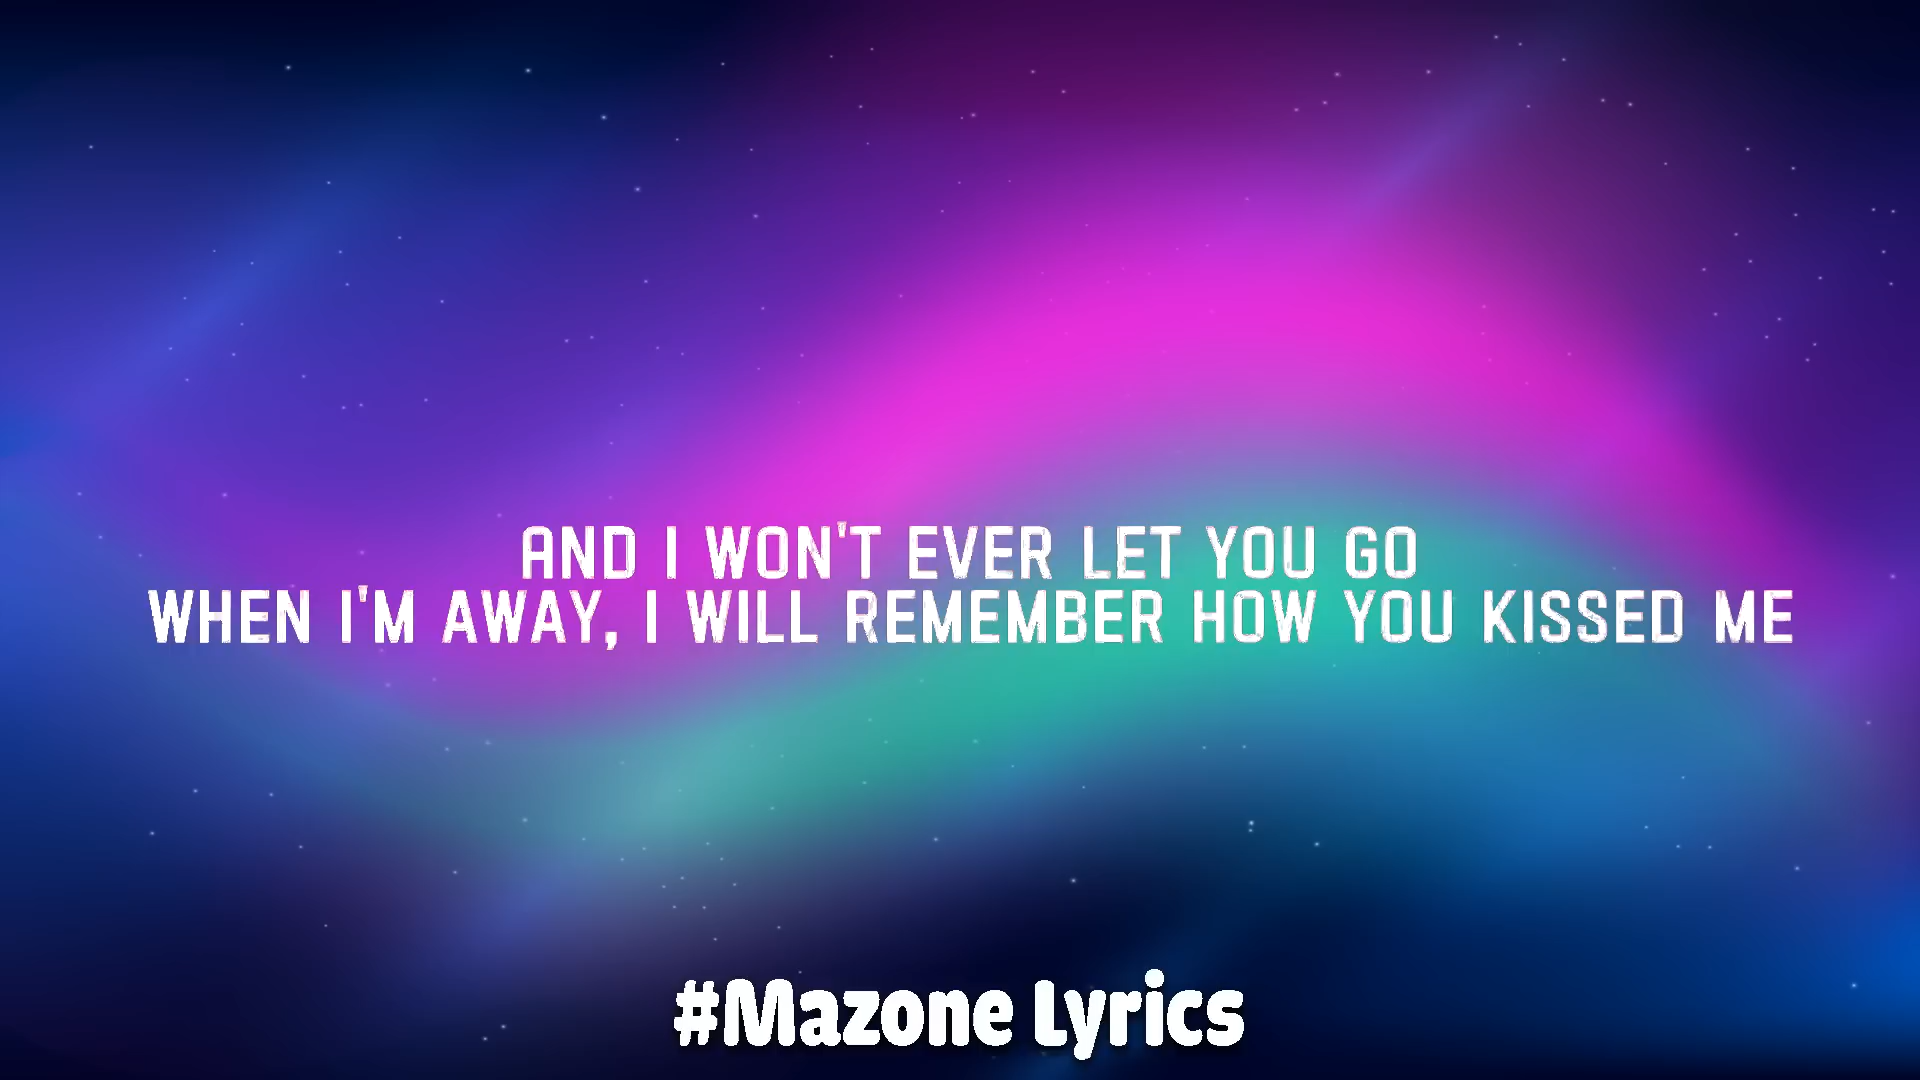 AND I WON'T EVER LET YOU GO
WHEN I'M AWAY, I WILL REMEMBER HOW YOU KISSED ME
#Mazone Lyrics